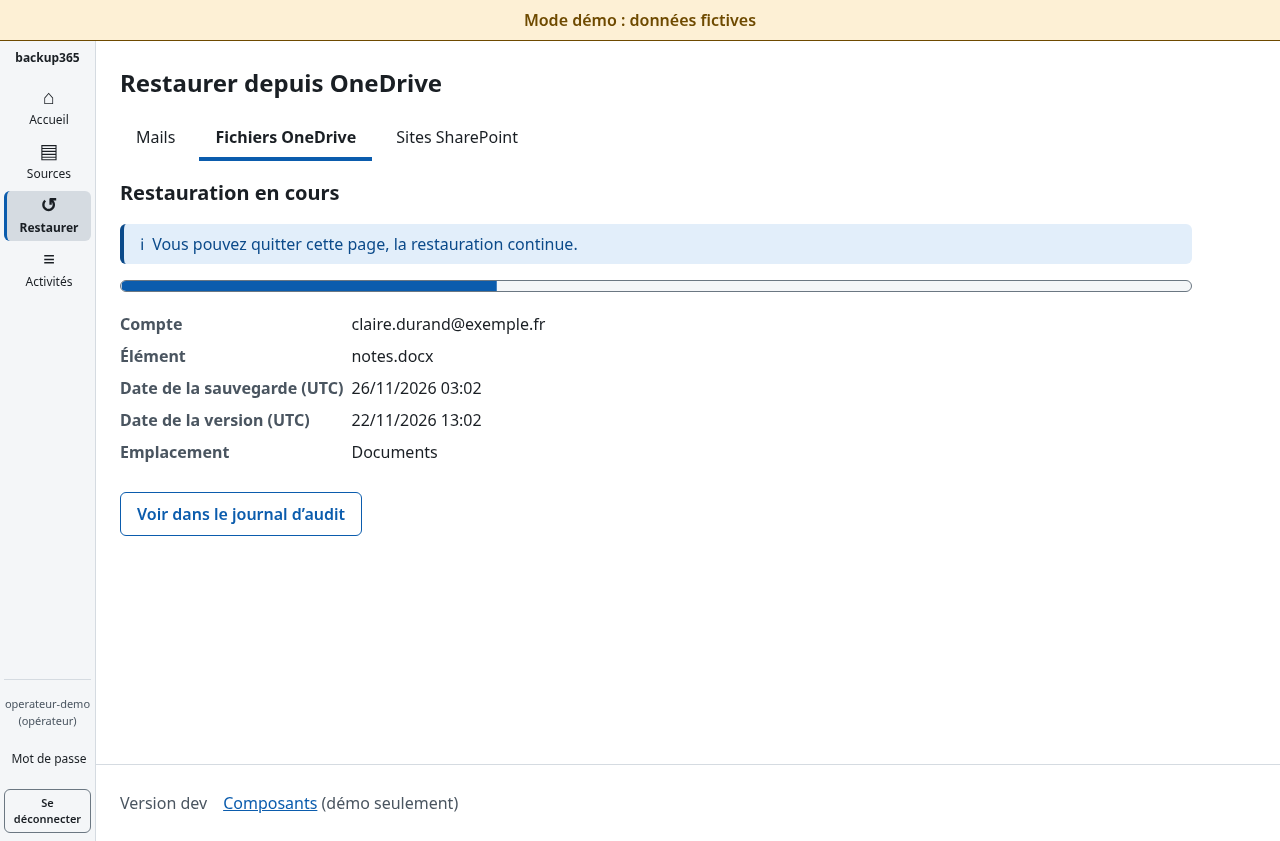 Mode démo : données fictives
backup365
Accueil
Sources
Restaurer
Activités
operateur-demo
(opérateur)
Mot de passe
Se
déconnecter
Restaurer depuis OneDrive
Mails
Fichiers OneDrive
Sites SharePoint
Restauration en cours
i Vous pouvez quitter cette page, la restauration continue.
Compte claire.durand@exemple.fr
Élément notes.docx
Date de la sauvegarde (UTC) 26/11/2026 03:02
Date de la version (UTC) 22/11/2026 13:02
Emplacement Documents
Voir dans le journal d’audit
Version dev Composants (démo seulement)